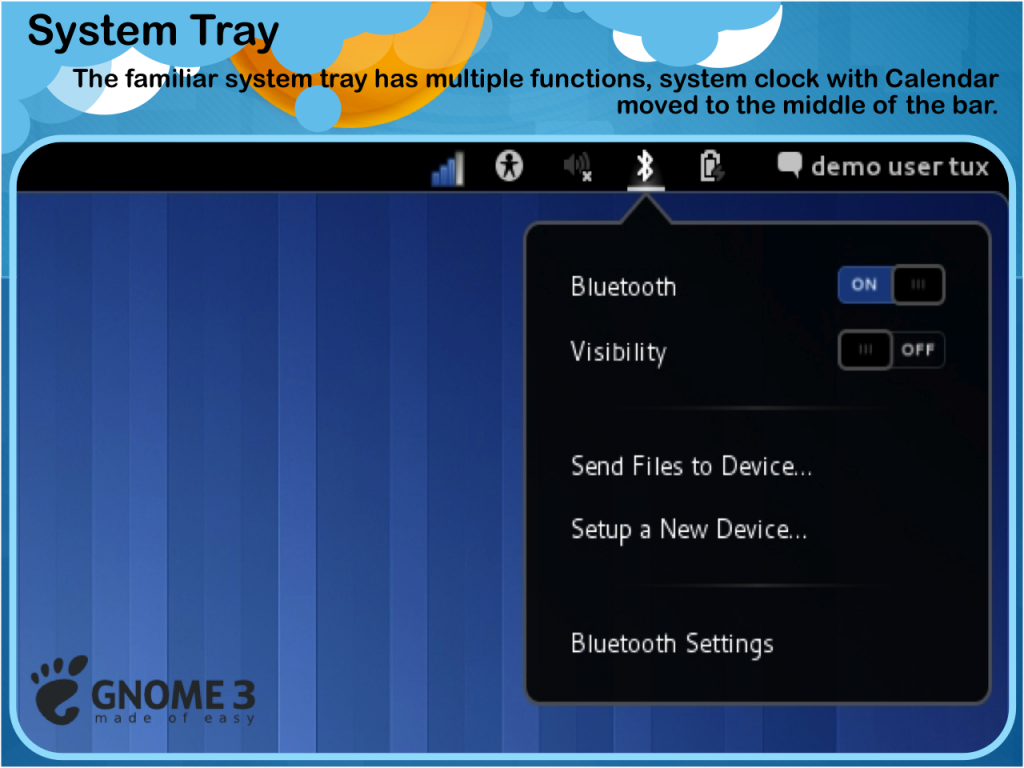 System Tray
The familiar system tray has multiple functions, system clock with Calendar
moved to the middle of the bar.
demo user tux
Bluetooth ON
Visibility OFF
Send Files to Device...
Setup a New Device...
Bluetooth Settings
GNOME 3
made of easy